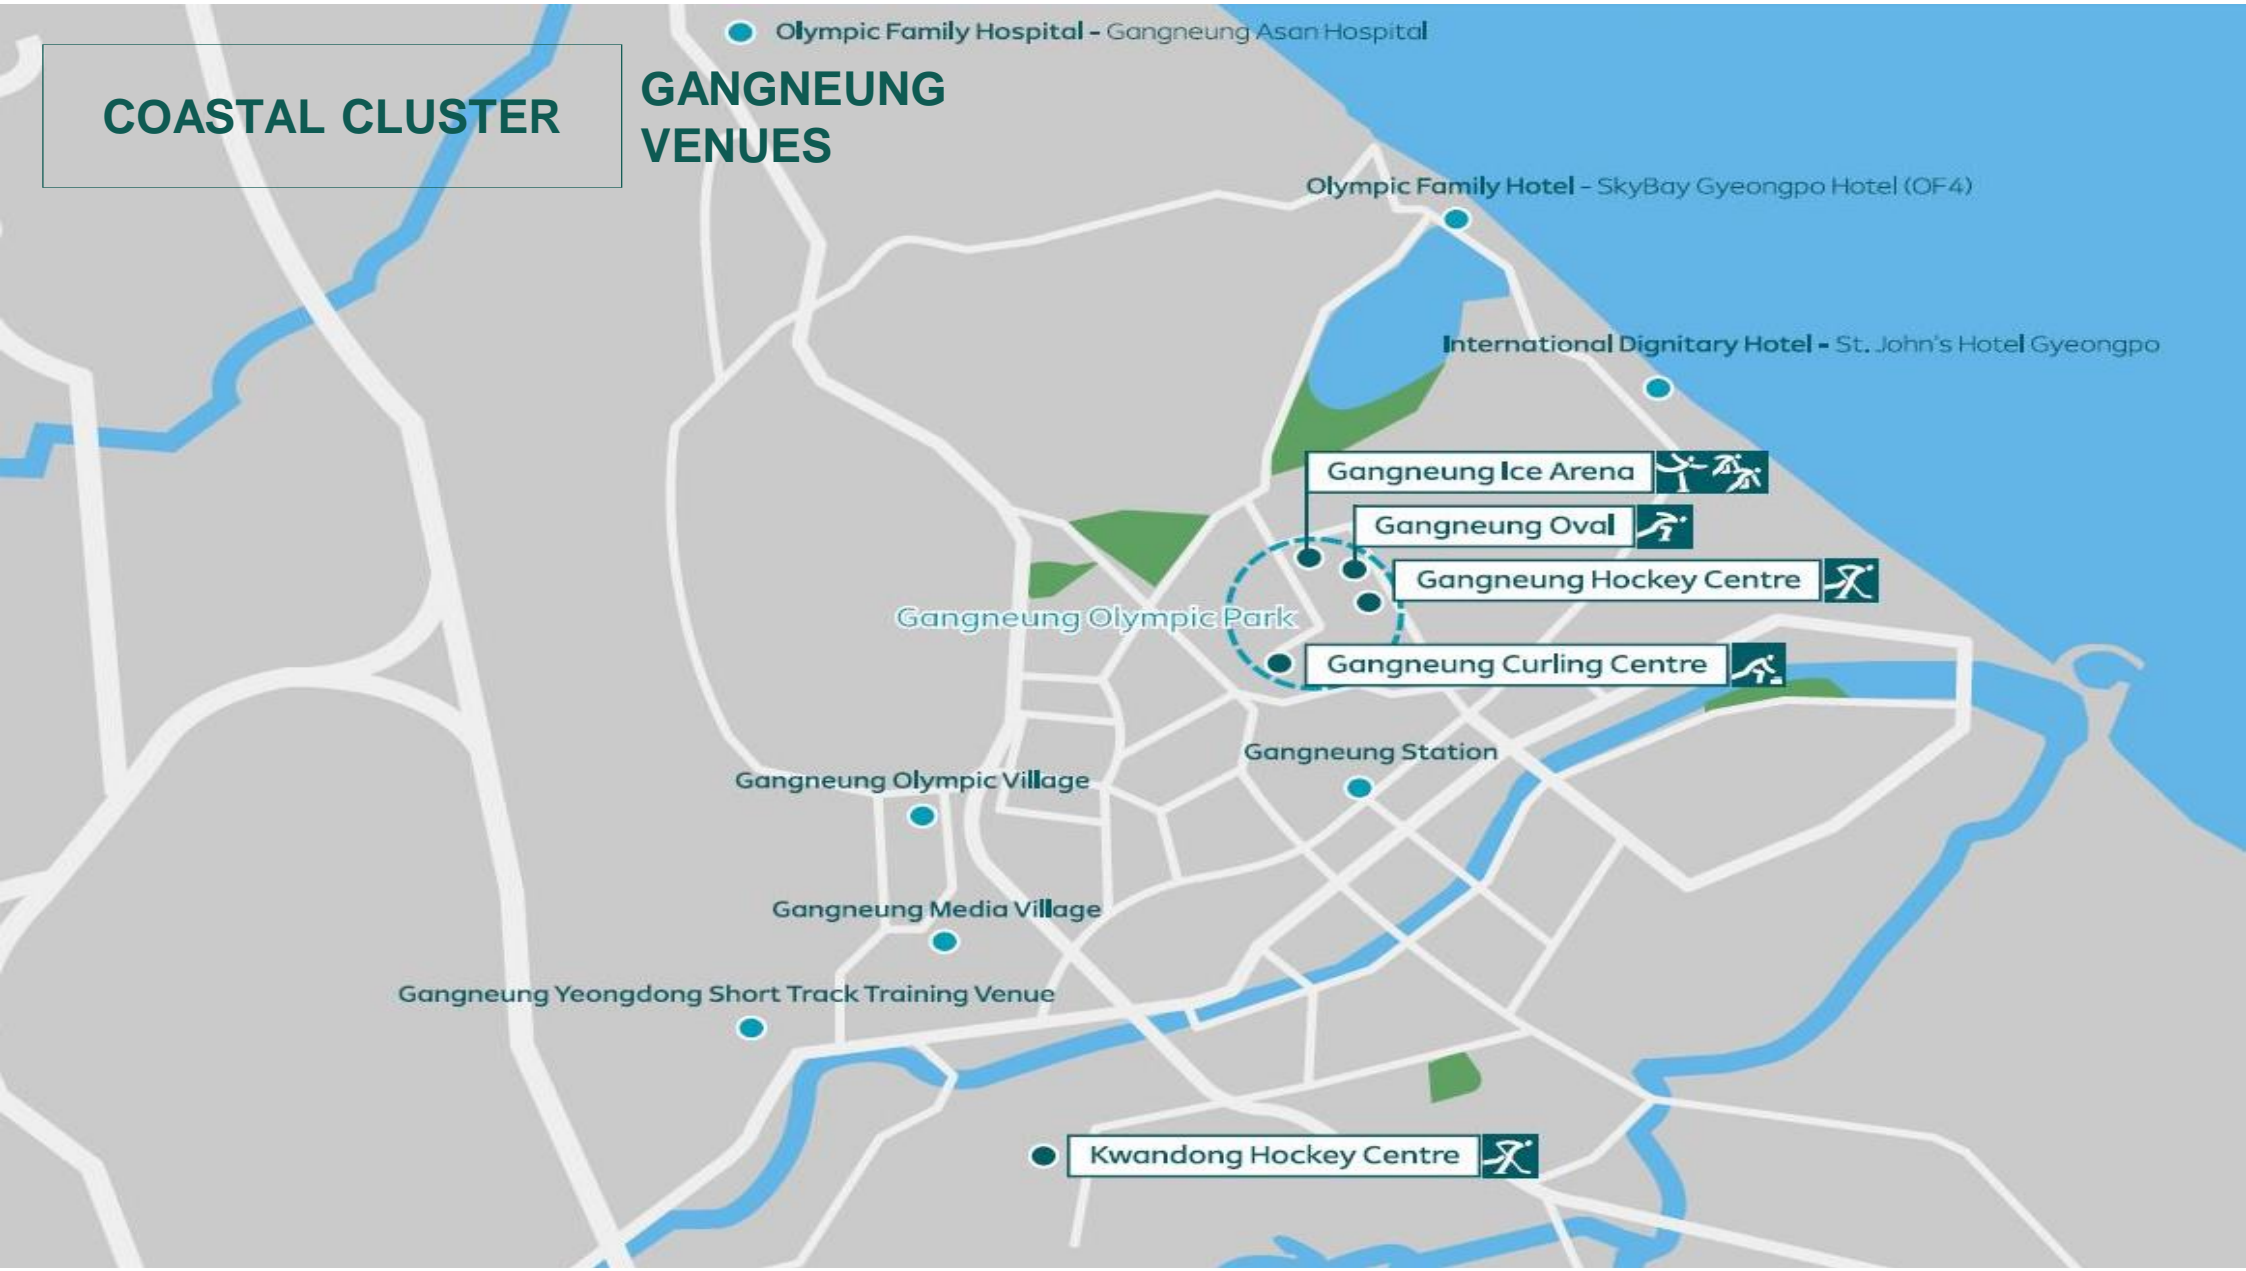 Olympic Family Hospital - Gangneung Asan Hospital
COASTAL CLUSTER
GANGNEUNG
VENUES
Olympic Family Hotel - SkyBay Gyeongpo Hotel (OF4)
International Dignitary Hotel - St. John's Hotel Gyeongpo
Gangneung Ice Arena
Gangneung Oval
Gangneung Hockey Centre
Gangneung Olympic Park
Gangneung Curling Centre
Gangneung Station
Gangneung Olympic Village
Gangneung Media Village
Gangneung Yeongdong Short Track Training Venue
Kwandong Hockey Centre